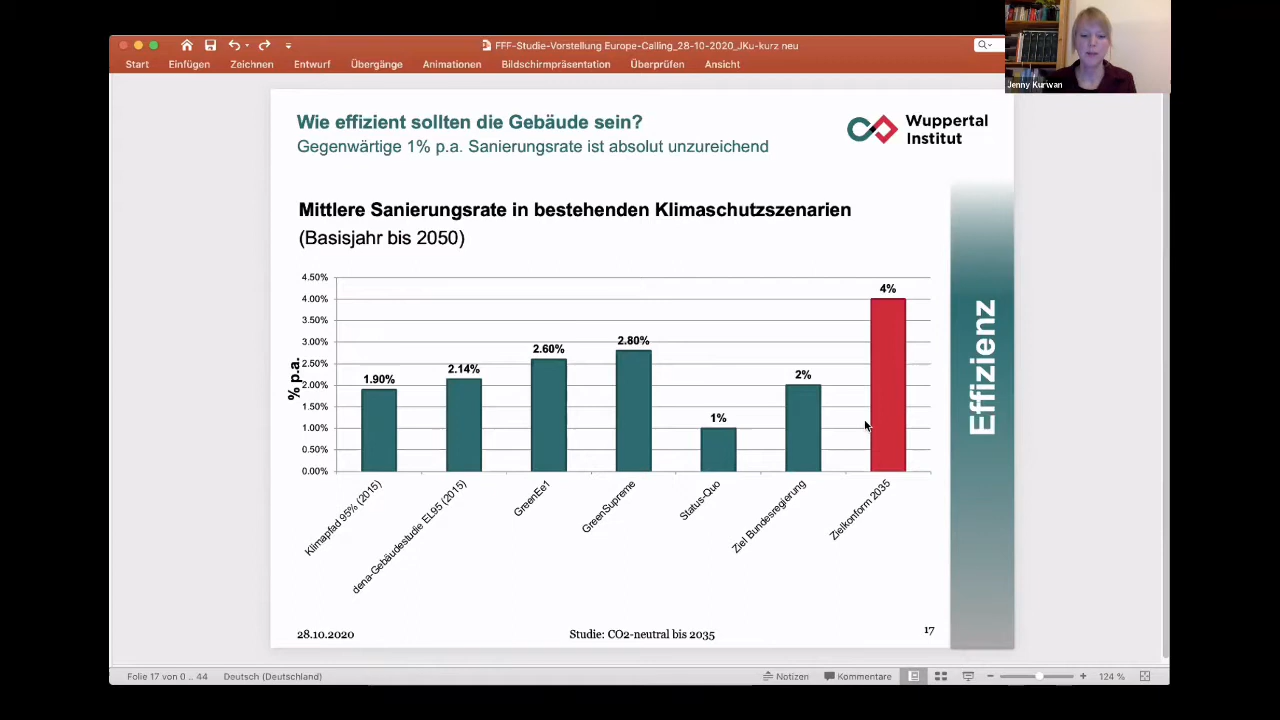 FFF-Studie-Vorstellung Europe-Calling_28-10-2020_JKu-kurz neu
Start Einfügen Zeichnen Entwurf Übergänge Animationen Bildschirmpräsentation Überprüfen Ansicht
Jenny Kurwan
Wie effizient sollten die Gebäude sein?
Gegenwärtige 1% p.a. Sanierungsrate ist absolut unzureichend
Wuppertal
Institut
Mittlere Sanierungsrate in bestehenden Klimaschutzszenarien
(Basisjahr bis 2050)
% p.a.
4.50%
4.00%
3.50%
3.00%
2.50%
2.00%
1.50%
1.00%
0.50%
0.00%
1.90%
2.14%
2.60%
2.80%
1%
2%
4%
Klimapfad 95% (2015)
dena-Gebäudestudie EL95 (2015)
GreenEe1
GreenSupreme
Status-Quo
Ziel Bundesregierung
Zielkonform 2035
Effizienz
28.10.2020 Studie: CO2-neutral bis 2035 17
Folie 17 von 0 .. 44 Deutsch (Deutschland) Notizen Kommentare 124 %